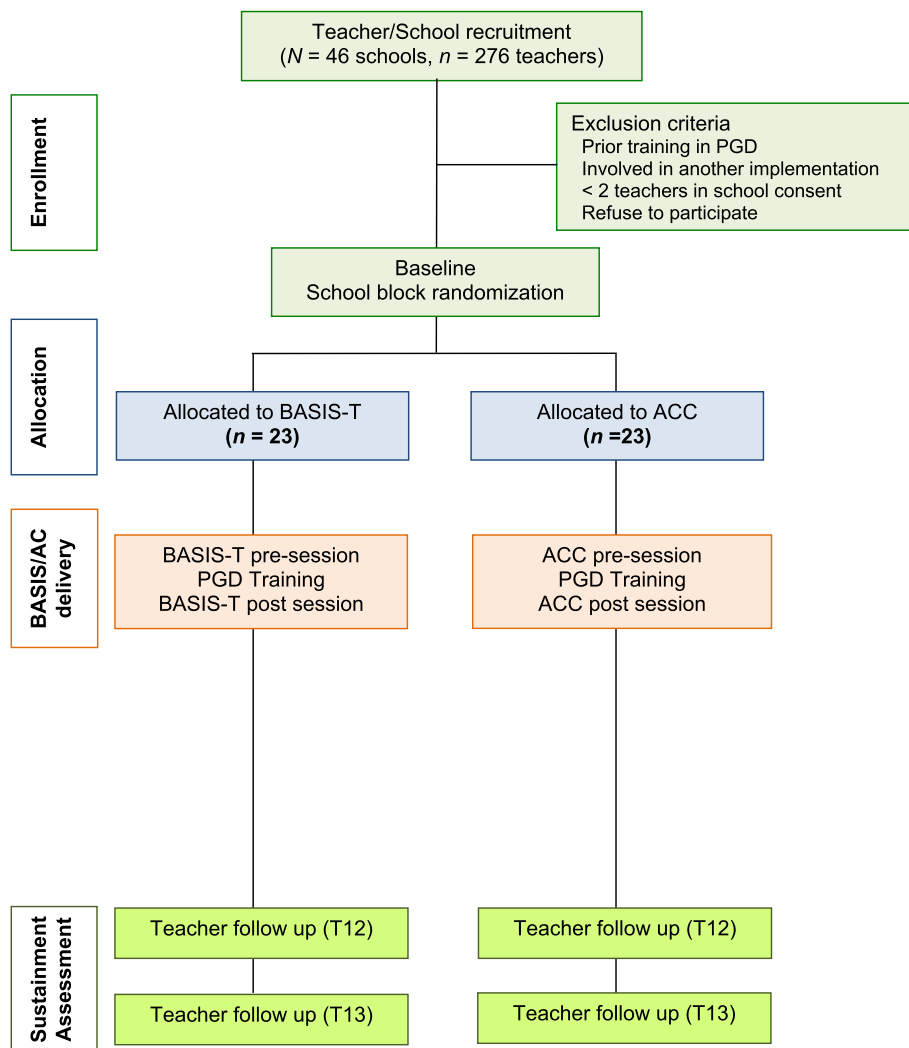 Teacher/School recruitment
(N = 46 schools, n = 276 teachers)
Enrollment
Exclusion criteria
Prior training in PGD
Involved in another implementation
< 2 teachers in school consent
Refuse to participate
Baseline
School block randomization
Allocation
Allocated to BASIS-T
(n = 23)
Allocated to ACC
(n =23)
BASIS/AC
delivery
BASIS-T pre-session
PGD Training
BASIS-T post session
ACC pre-session
PGD Training
ACC post session
Sustainment
Assessment
Teacher follow up (T12)
Teacher follow up (T12)
Teacher follow up (T13)
Teacher follow up (T13)